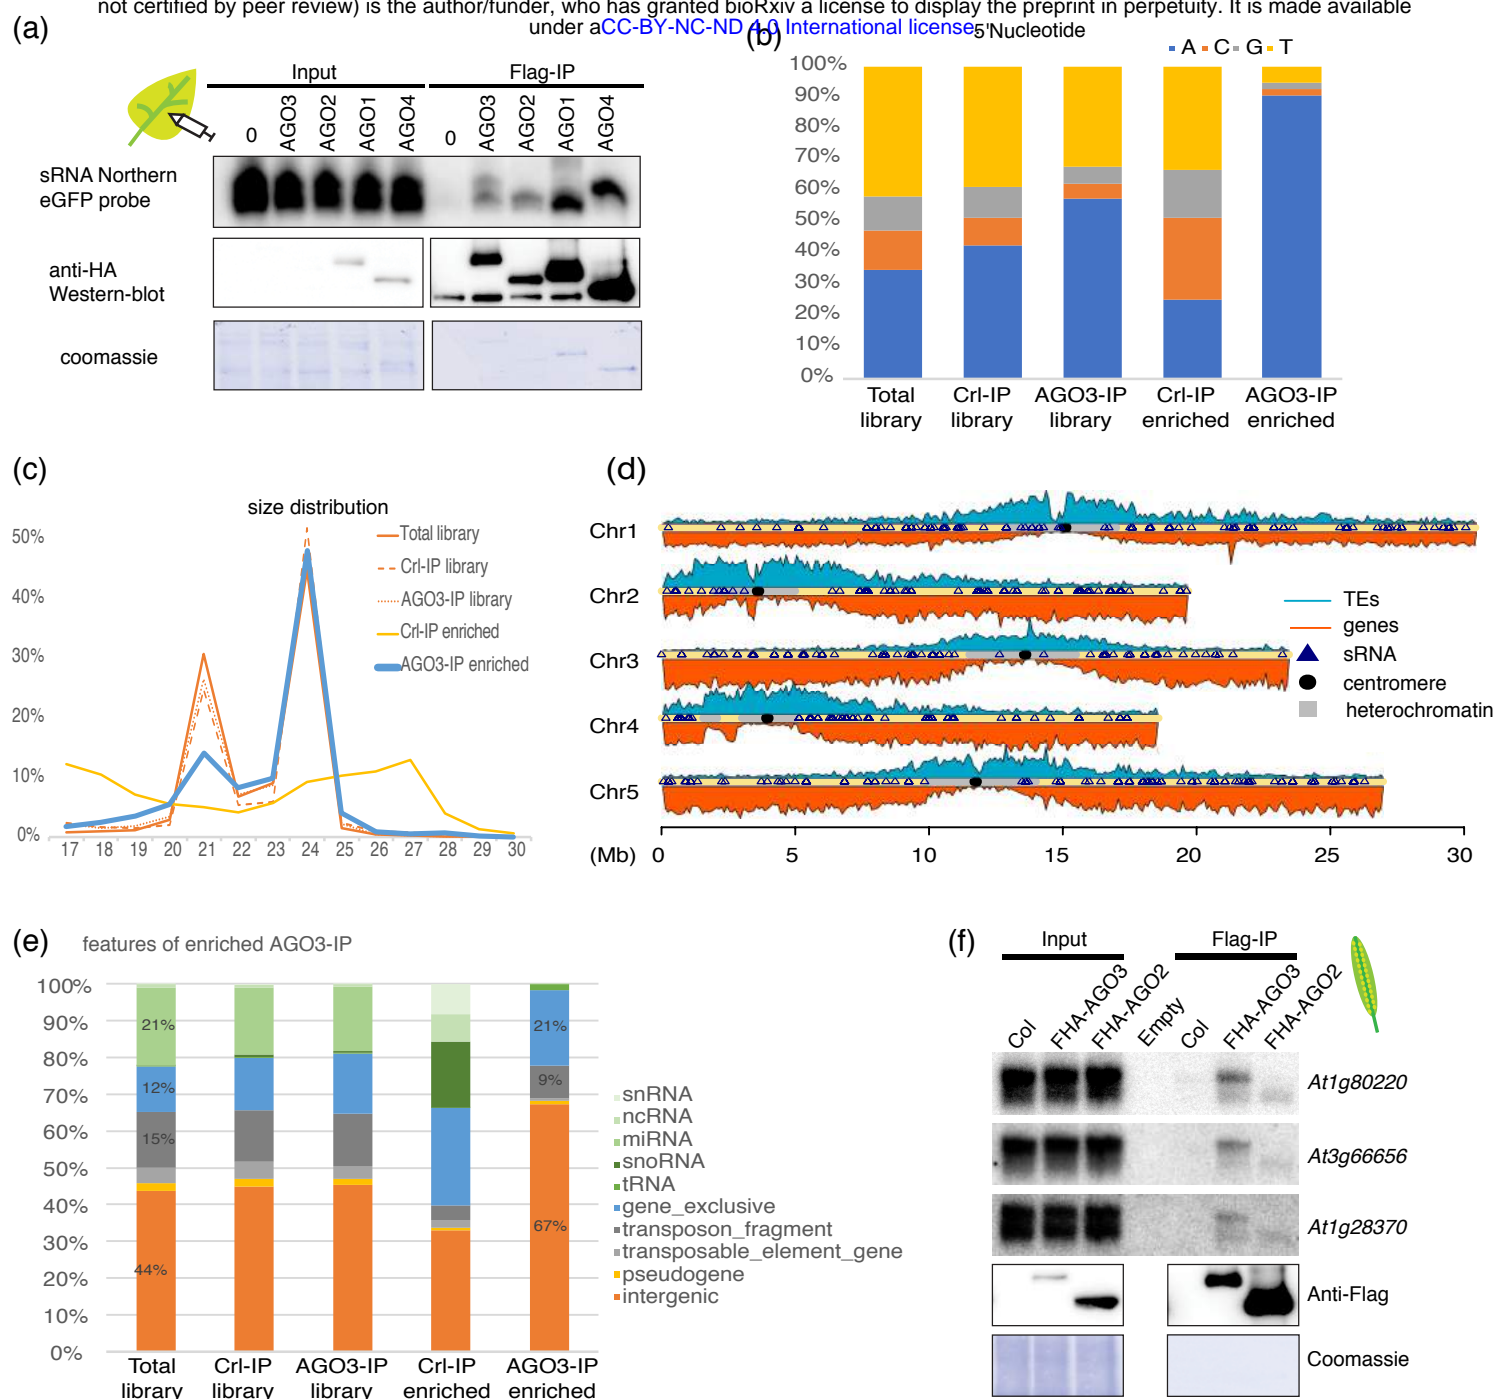 not certified by peer review) is the author/funder, who has granted bioRxiv a license to display the preprint in perpetuity. It is made available
under aCC-BY-NC-ND 4.0 International license.
(a)
Input
Flag-IP
0 AGO3 AGO2 AGO1 AGO4
0 AGO3 AGO2 AGO1 AGO4
sRNA Northern
eGFP probe
anti-HA
Western-blot
coomassie
(b)
5'Nucleotide
A C G T
100%
90%
80%
70%
60%
50%
40%
30%
20%
10%
0%
Total
library
Crl-IP
library
AGO3-IP
library
Crl-IP
enriched
AGO3-IP
enriched
(c)
size distribution
50%
40%
30%
20%
10%
0%
Total library
Crl-IP library
AGO3-IP library
Crl-IP enriched
AGO3-IP enriched
17 18 19 20 21 22 23 24 25 26 27 28 29 30
(d)
Chr1
Chr2
Chr3
Chr4
Chr5
TEs
genes
sRNA
centromere
heterochromatin
(Mb) 0 5 10 15 20 25 30
(e)
features of enriched AGO3-IP
100%
90%
80%
70%
60%
50%
40%
30%
20%
10%
0%
21%
12%
15%
44%
21%
9%
67%
Total
library
Crl-IP
library
AGO3-IP
library
Crl-IP
enriched
AGO3-IP
enriched
snRNA
ncRNA
miRNA
snoRNA
tRNA
gene_exclusive
transposon_fragment
transposable_element_gene
pseudogene
intergenic
(f)
Input
Flag-IP
Col FHA-AGO3 FHA-AGO2 Empty Col FHA-AGO3 FHA-AGO2
At1g80220
At3g66656
At1g28370
Anti-Flag
Coomassie